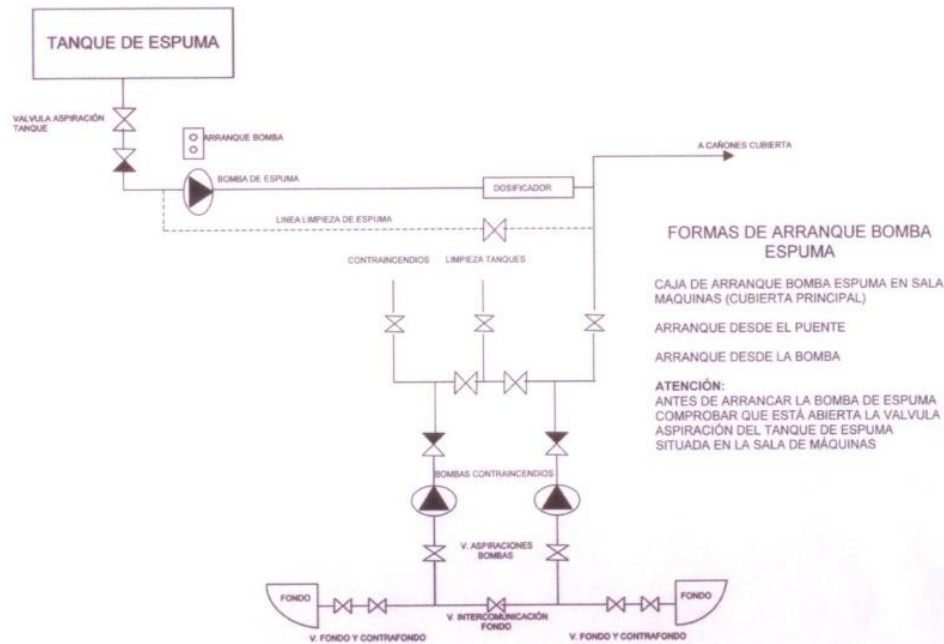 TANQUE DE ESPUMA
VALVULA ASPIRACIÓN
TANQUE
ARRANQUE BOMBA
BOMBA DE ESPUMA
DOSIFICADOR
A CAÑONES CUBIERTA
LINEA LIMPIEZA DE ESPUMA
CONTRAINCENDIOS
LIMPIEZA TANQUES
FORMAS DE ARRANQUE BOMBA
ESPUMA
CAJA DE ARRANQUE BOMBA ESPUMA EN SALA
MAQUINAS (CUBIERTA PRINCIPAL)
ARRANQUE DESDE EL PUENTE
ARRANQUE DESDE LA BOMBA
ATENCIÓN:
ANTES DE ARRANCAR LA BOMBA DE ESPUMA
COMPROBAR QUE ESTÁ ABIERTA LA VALVULA
ASPIRACIÓN DEL TANQUE DE ESPUMA
SITUADA EN LA SALA DE MÁQUINAS
BOMBAS CONTRAINCENDIOS
V. ASPIRACIONES
BOMBAS
FONDO
V. INTERCOMUNICACIÓN
FONDO
FONDO
V. FONDO Y CONTRAFONDO
V. FONDO Y CONTRAFONDO